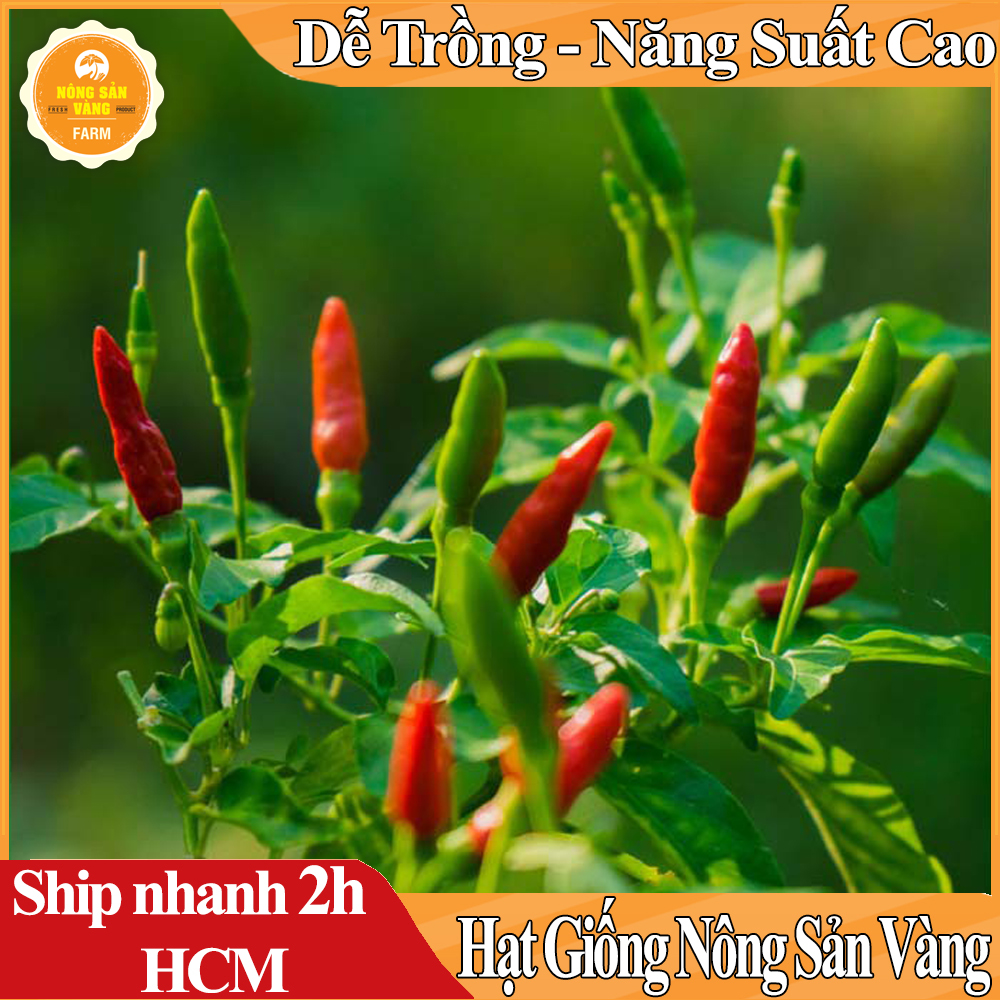 Dễ Trồng - Năng Suất Cao
NÔNG SẢN
FRESH VÀNG PRODUCT
FARM
Ship nhanh 2h
HCM
Hạt Giống Nông Sản Vàng